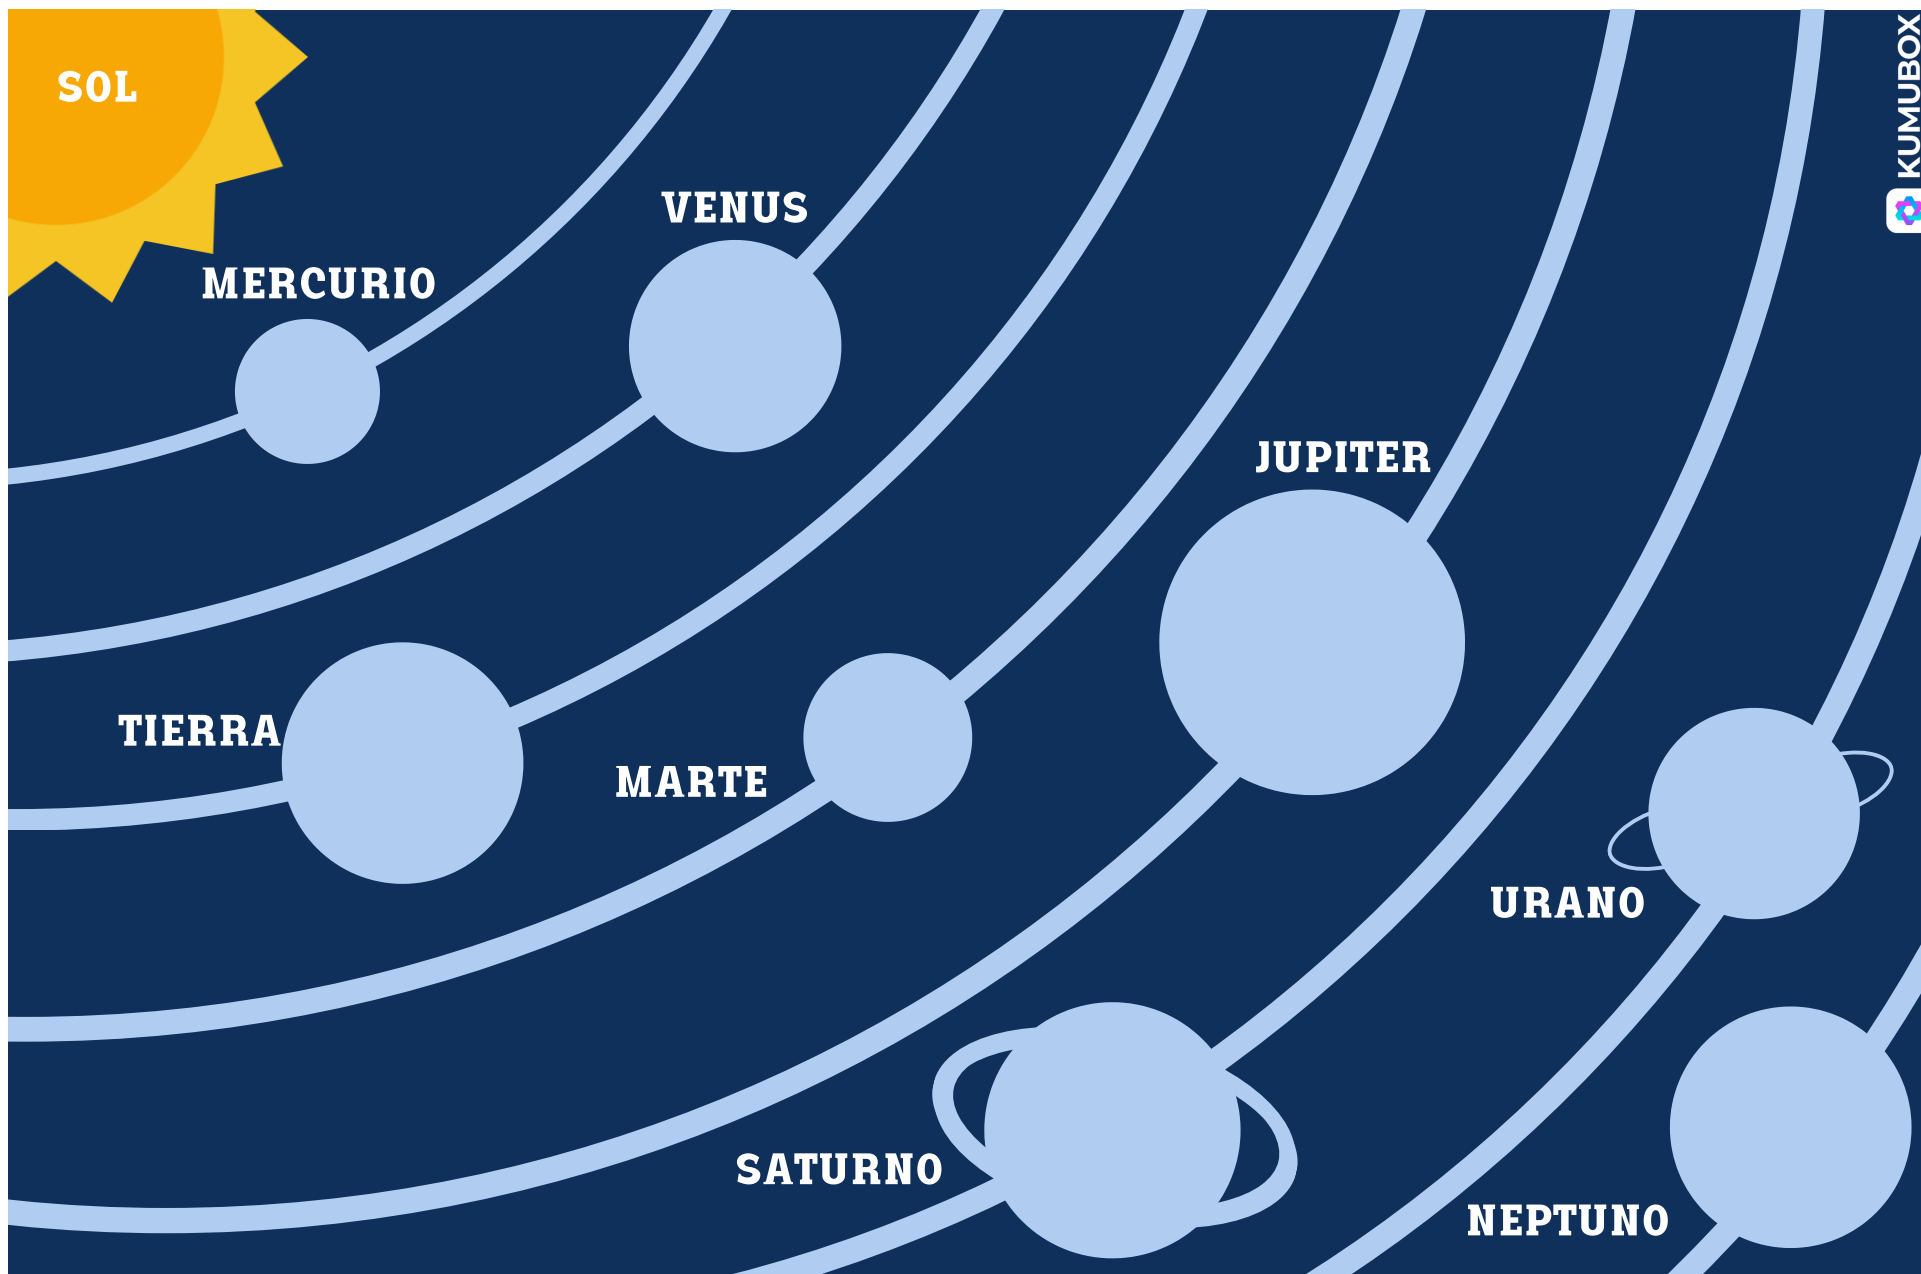 SOL
KUMUBOX
VENUS
MERCURIO
JUPITER
TIERRA
MARTE
URANO
SATURNO
NEPTUNO